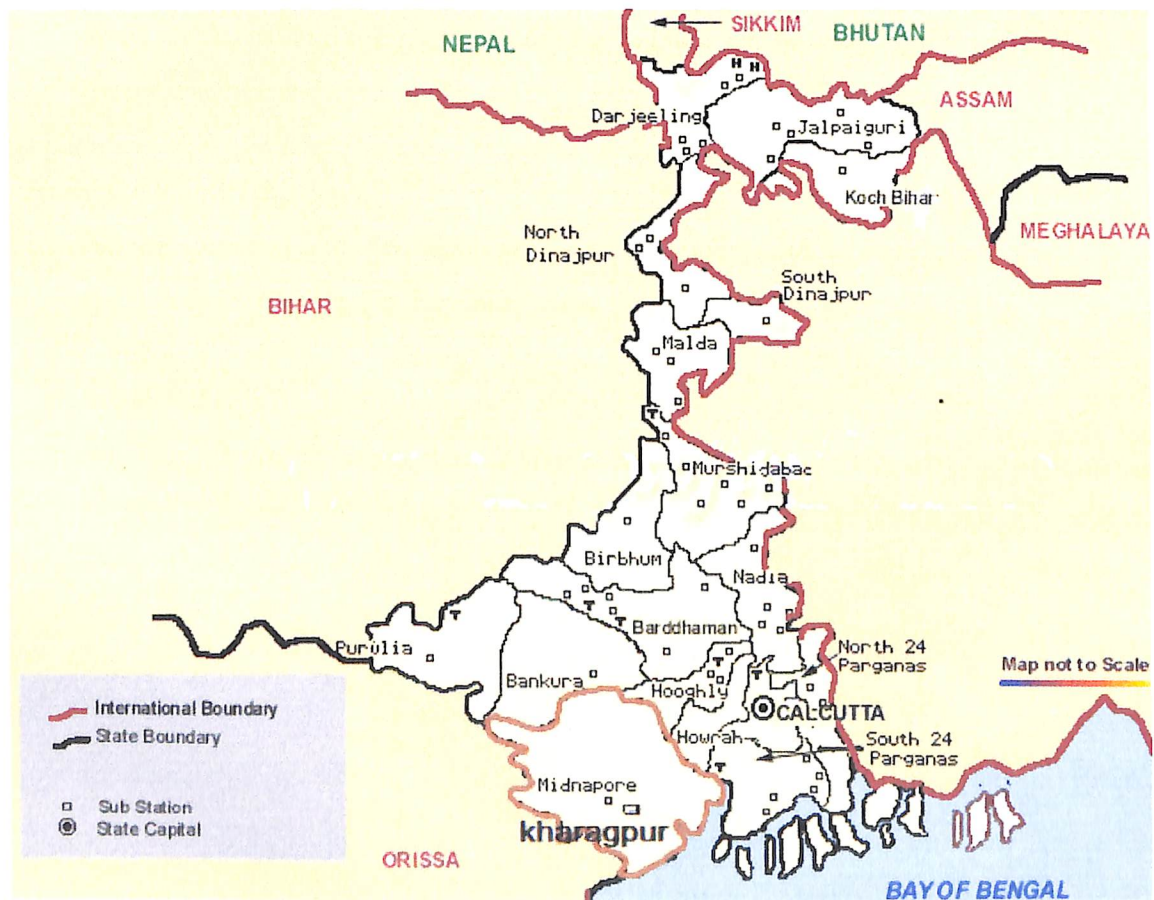 SIKKIM
BHUTAN
NEPAL
H H
ASSAM
Darjeeling
Jalpaiguri
Koch Bihar
MEGHALAYA
North
Dinajpur
South
Dinajpur
BIHAR
Malda
T
Murshidabac
Birbhum
Nadia
T
T
T
Barddhaman
Purulia
North 24
Parganas
T
T
Map not to Scale
Bankura
Hooghly
CALCUTTA
International Boundary
State Boundary
Howrah
South 24
Parganas
T
Midnapore
Sub Station
State Capital
kharagpur
ORISSA
BAY OF BENGAL